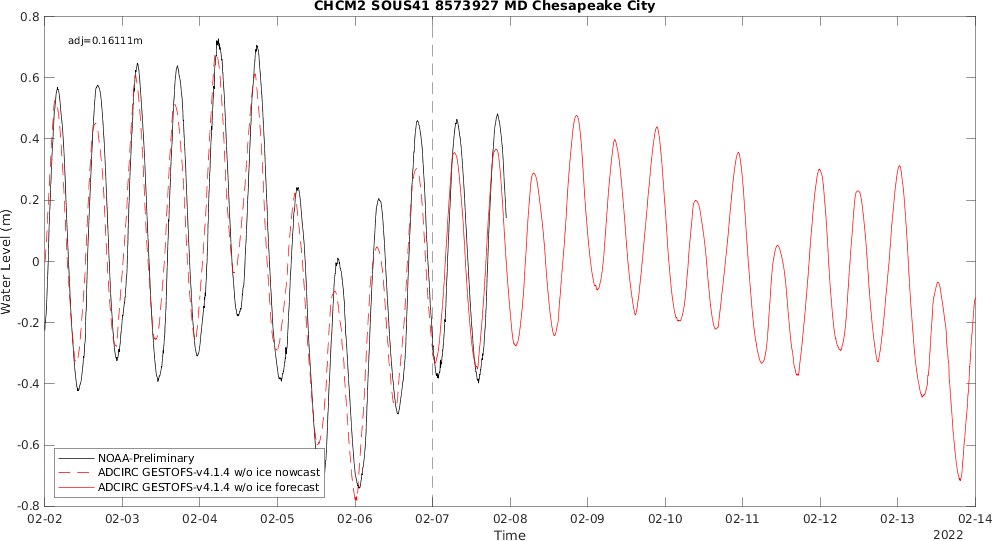 CHCM2 SOUS41 8573927 MD Chesapeake City
adj=0.16111m
0.8
0.6
0.4
0.2
0
-0.2
-0.4
-0.6
-0.8
Water Level (m)
NOAA-Preliminary
ADCIRC GESTOFS-v4.1.4 w/o ice nowcast
ADCIRC GESTOFS-v4.1.4 w/o ice forecast
02-02 02-03 02-04 02-05 02-06 02-07 02-08 02-09 02-10 02-11 02-12 02-13 02-14
Time
2022